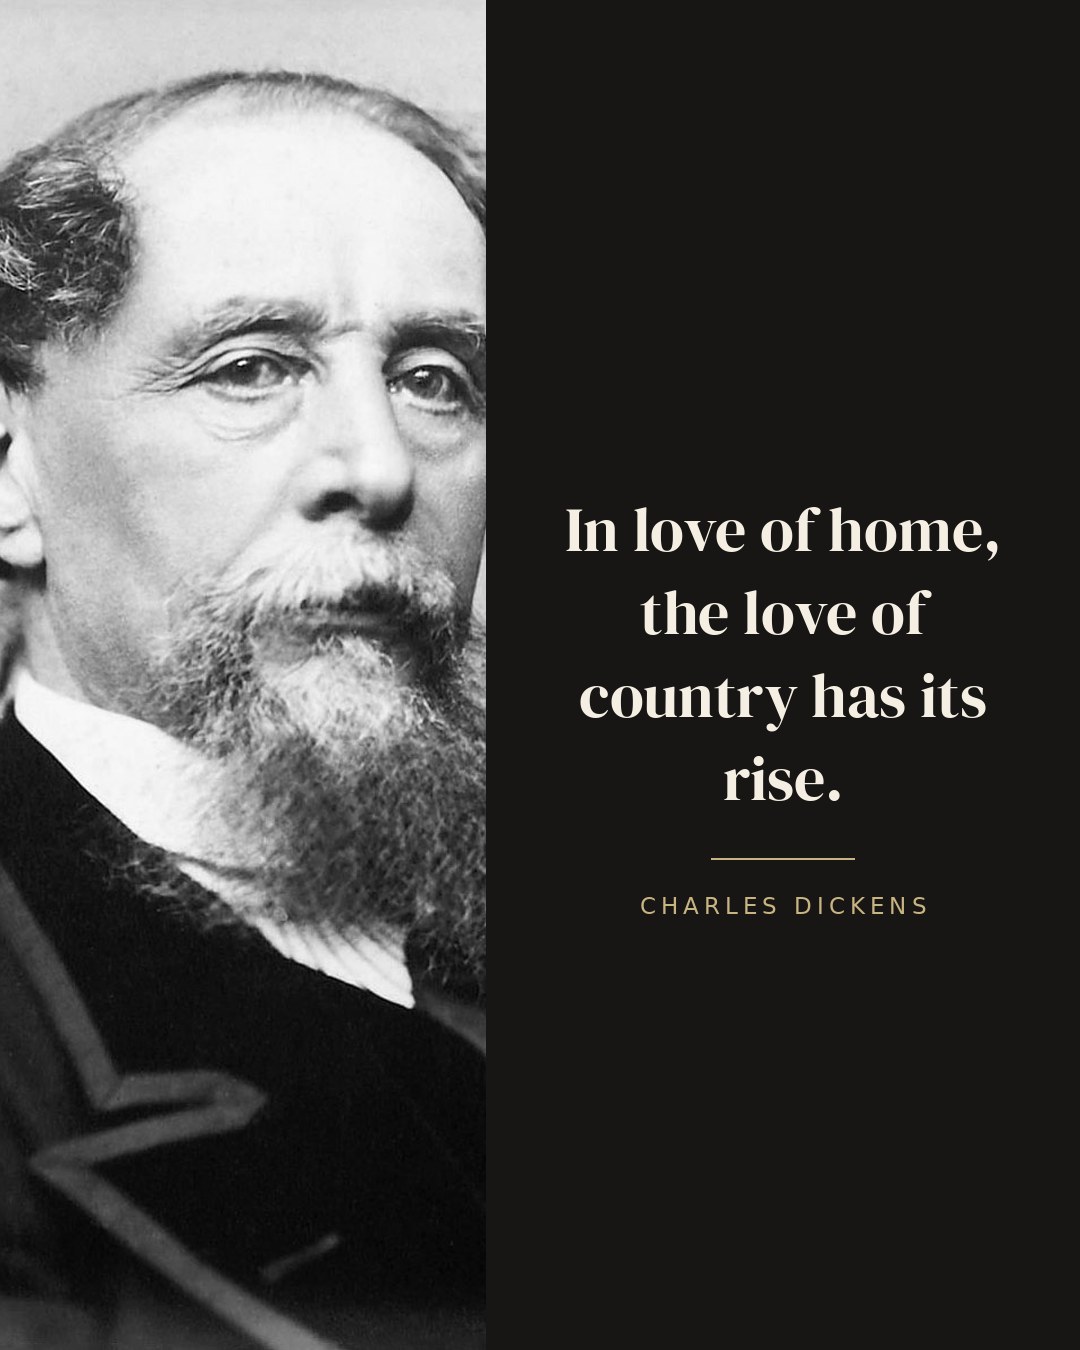 In love of home,
the love of
country has its
rise.
CHARLES DICKENS